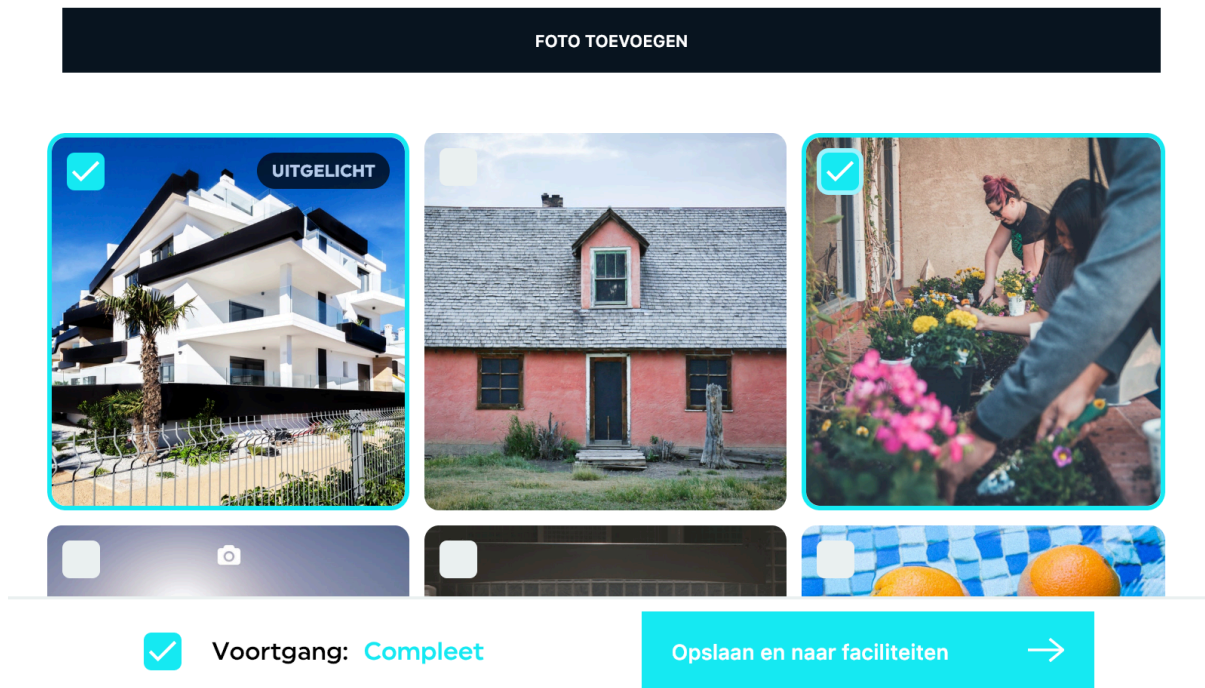 FOTO TOEVOEGEN
UITGELICHT
Voortgang: Compleet
Opslaan en naar faciliteiten